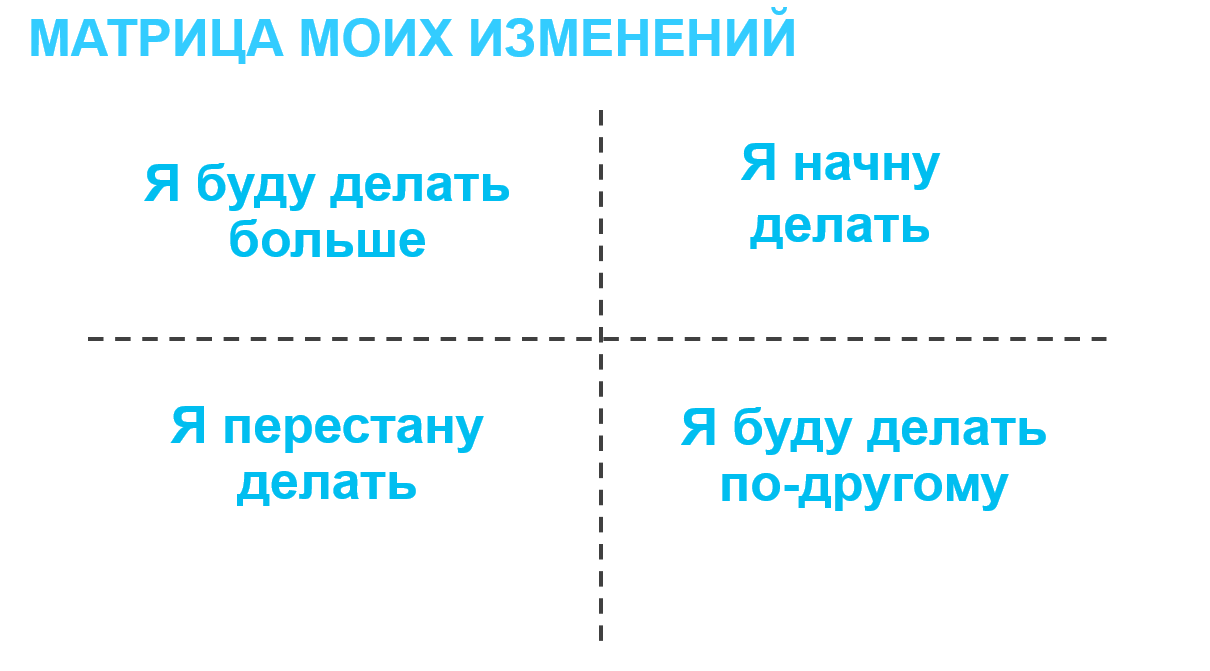 МАТРИЦА МОИХ ИЗМЕНЕНИЙ
Я буду делать
больше
Я начну
делать
Я перестану
делать
Я буду делать
по-другому